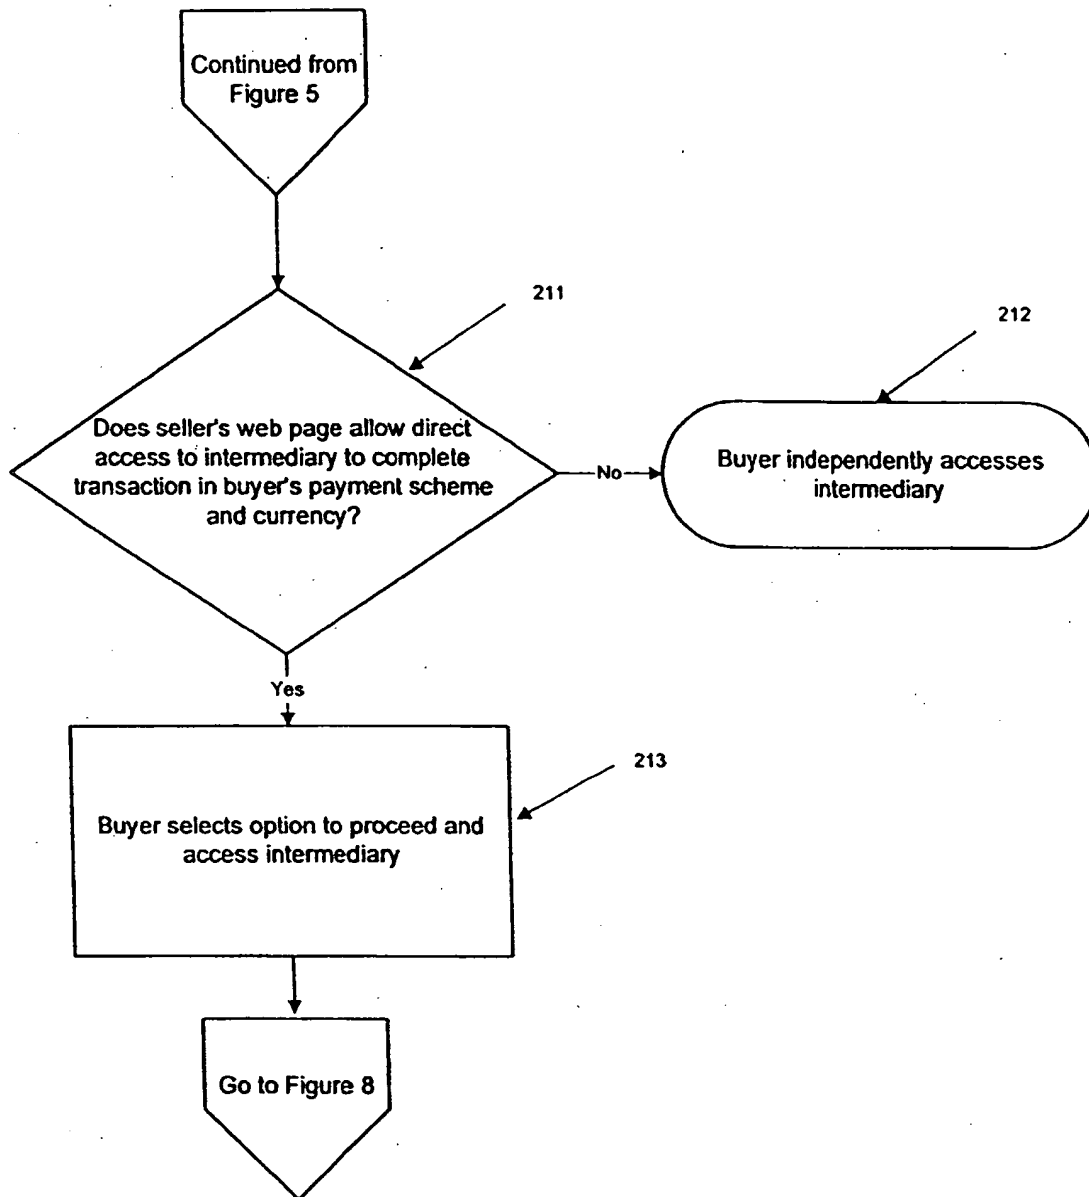 Continued from
Figure 5
211
212
Does seller's web page allow direct
access to intermediary to complete
transaction in buyer's payment scheme
and currency?
No
Buyer independently accesses
intermediary
Yes
213
Buyer selects option to proceed and
access intermediary
Go to Figure 8